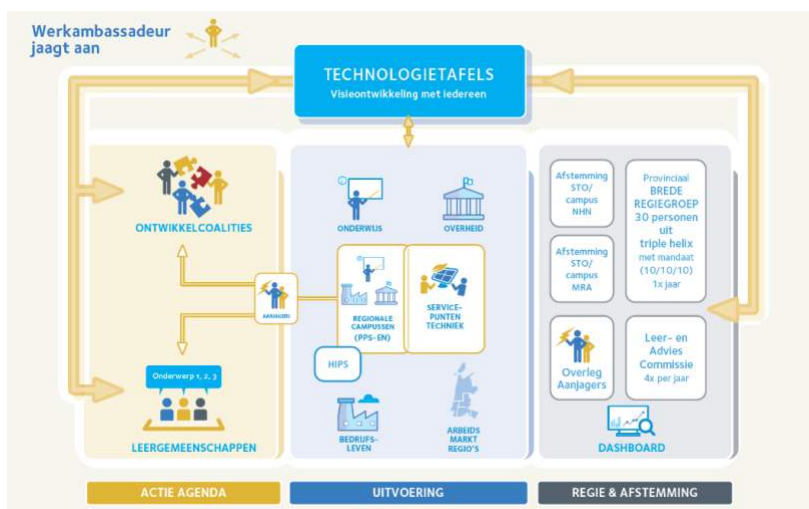 Werkambassadeur
jaagt aan
TECHNOLOGIETAFELS
Visieontwikkeling met iedereen
ONTWIKKELCOALITIES
AANJAGERS
Onderwerp 1, 2, 3
LEERGEMEENSCHAPPEN
ONDERWIJS
OVERHEID
REGIONALE
CAMPUSSEN
(PPS-EN)
SERVICE-
PUNTEN
TECHNIEK
HIPS
BEDRIJFS-
LEVEN
ARBEIDS
MARKT
REGIO'S
Afstemming
STO/
campus
NHN
Afstemming
STO/
campus
MRA
Provinciaal
BREDE
REGIEGROEP
30 personen
uit
triple helix
met mandaat
(10/10/10)
1x jaar
Overleg
Aanjagers
Leer- en
Advies
Commissie
4x per jaar
DASHBOARD
ACTIE AGENDA
UITVOERING
REGIE & AFSTEMMING